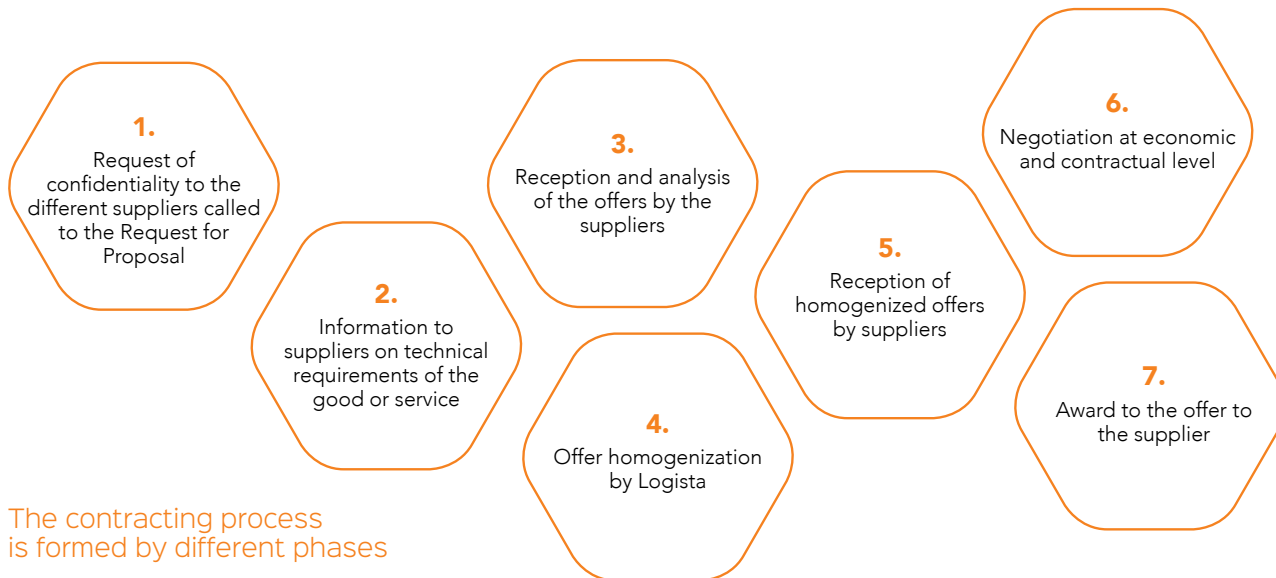 1.
Request of
confidentiality to the
different suppliers called
to the Request for
Proposal
2.
Information to
suppliers on technical
requirements of the
good or service
3.
Reception and analysis
of the offers by the
suppliers
4.
Offer homogenization
by Logista
5.
Reception of
homogenized offers
by suppliers
6.
Negotiation at economic
and contractual level
7.
Award to the offer to
the supplier
The contracting process
is formed by different phases